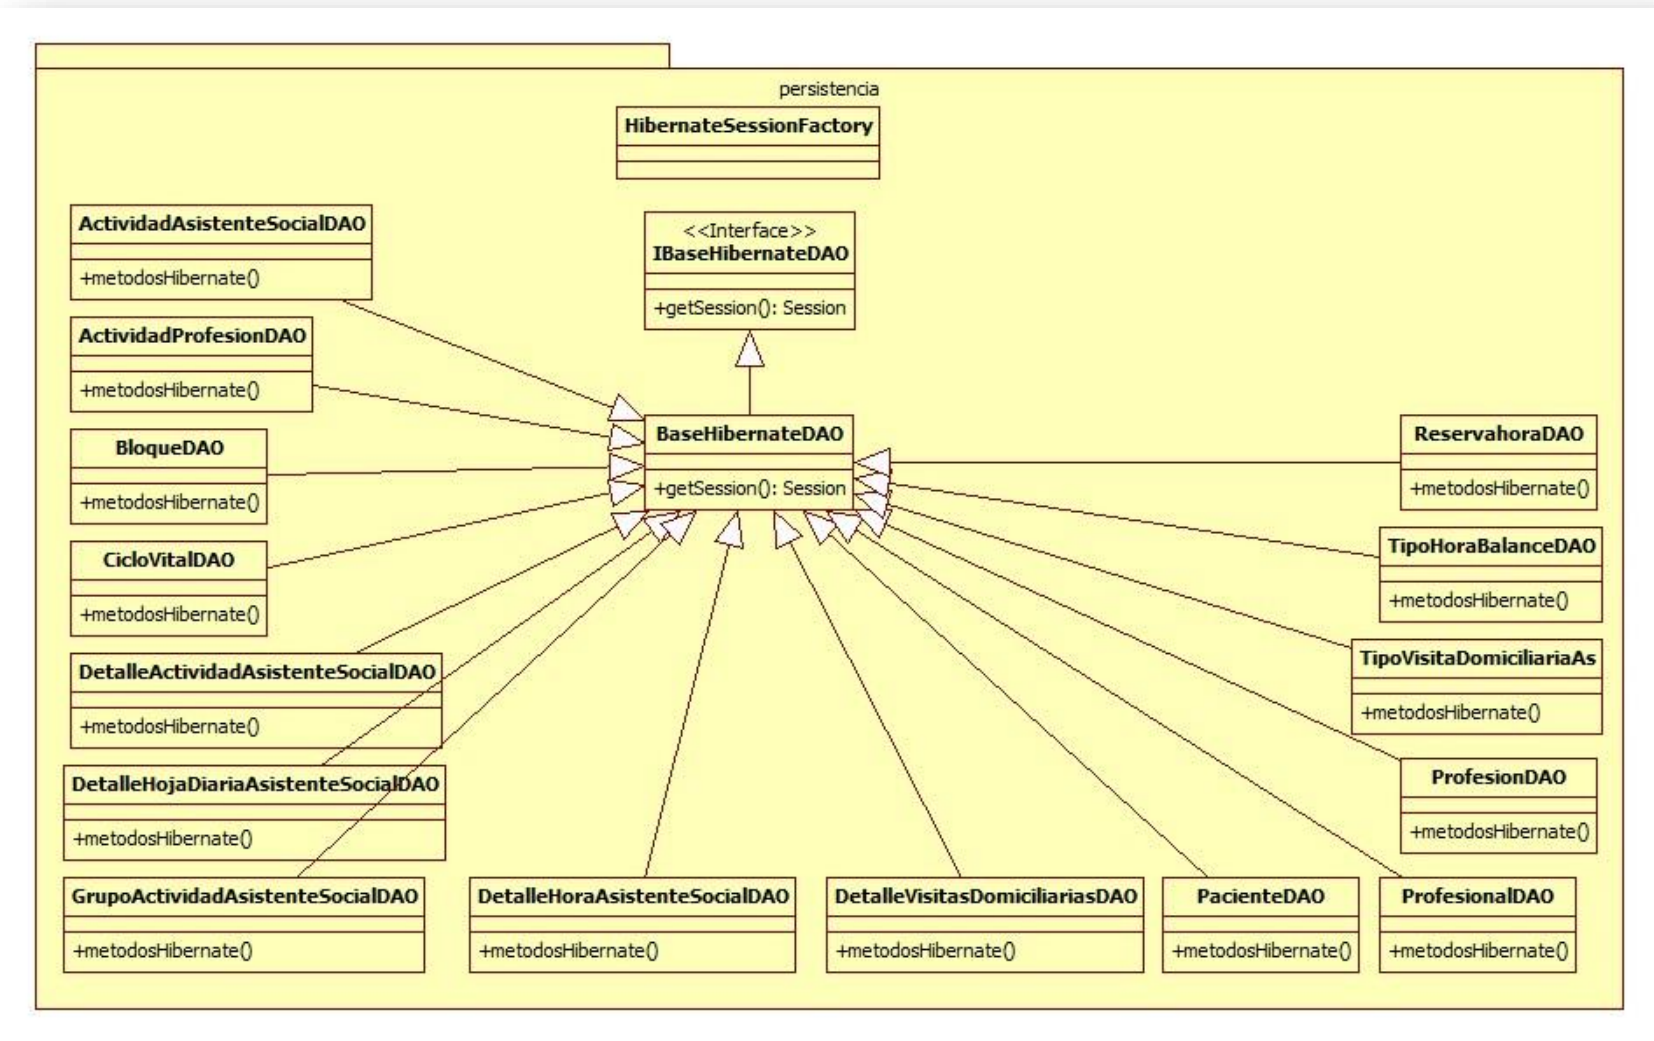 persistencia
HibernateSessionFactory
<<Interface>>
IBaseHibernateDAO
+getSession(): Session
BaseHibernateDAO
+getSession(): Session
ActividadAsistenteSocialDAO
+metodosHibernate()
ActividadProfesionDAO
+metodosHibernate()
BloqueDAO
+metodosHibernate()
CicloVitalDAO
+metodosHibernate()
DetalleActividadAsistenteSocialDAO
+metodosHibernate()
DetalleHojaDiariaAsistenteSocialDAO
+metodosHibernate()
GrupoActividadAsistenteSocialDAO
+metodosHibernate()
DetalleHoraAsistenteSocialDAO
+metodosHibernate()
DetalleVisitasDomiciliariasDAO
+metodosHibernate()
PacienteDAO
+metodosHibernate()
ProfesionalDAO
+metodosHibernate()
ReservahoraDAO
+metodosHibernate()
TipoHoraBalanceDAO
+metodosHibernate()
TipoVisitaDomiciliariaAs
+metodosHibernate()
ProfesionDAO
+metodosHibernate()